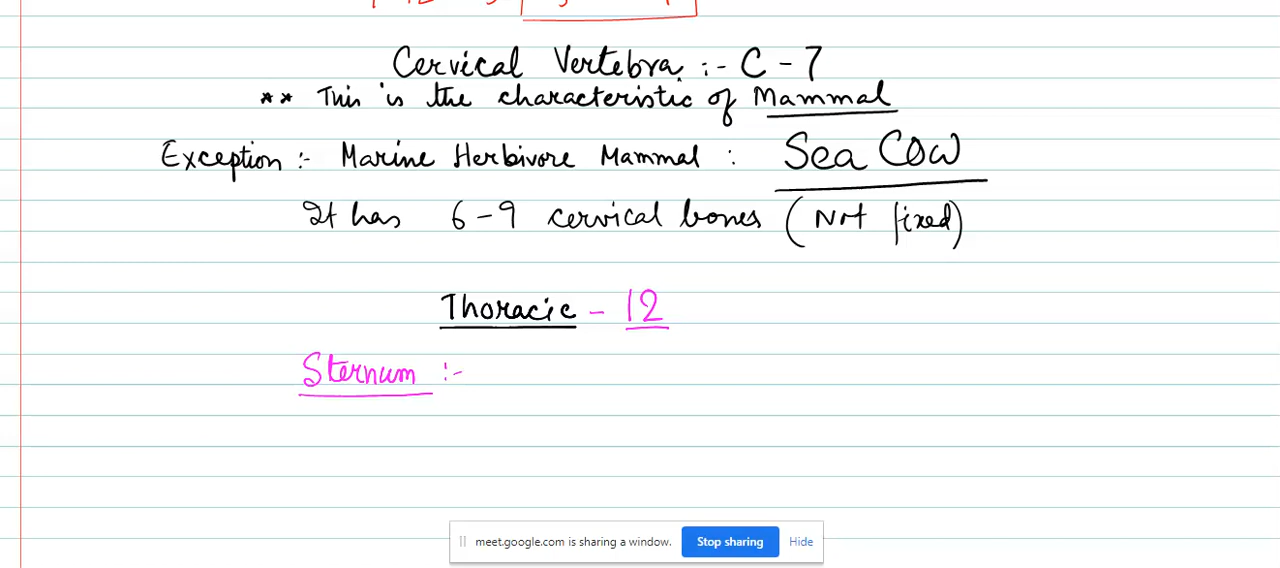 Cervical Vertebra :- C - 7
** This is the characteristic of Mammal
Exception :- Marine Herbivore Mammal : Sea Cow
It has 6-9 cervical bones (Not fixed)
Thoracic - 12
Sternum :-
meet.google.com is sharing a window. Stop sharing Hide